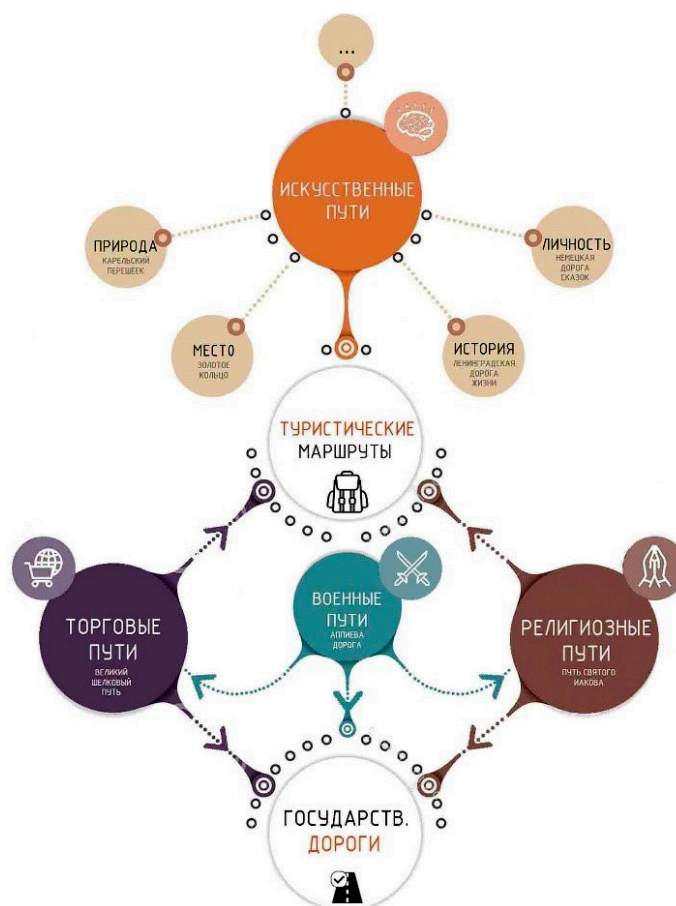 ...
ИСКУССТВЕННЫЕ
ПУТИ
ПРИРОДА
КАРЕЛЬСКИЙ
ПЕРЕШЕЕК
ЛИЧНОСТЬ
НЕМЕЦКАЯ
ДОРОГА
СКАЗОК
МЕСТО
ЗОЛОТОЕ
КОЛЬЦО
ИСТОРИЯ
ЛЕНИНГРАДСКАЯ
ДОРОГА
ЖИЗНИ
ТУРИСТИЧЕСКИЕ
МАРШРУТЫ
ТОРГОВЫЕ
ПУТИ
ВЕЛИКИЙ
ШЕЛКОВЫЙ
ПУТЬ
ВОЕННЫЕ
ПУТИ
АППИЕВА
ДОРОГА
РЕЛИГИОЗНЫЕ
ПУТИ
ПУТЬ СВЯТОГО
ИАКОВА
ГОСУДАРСТВ.
ДОРОГИ